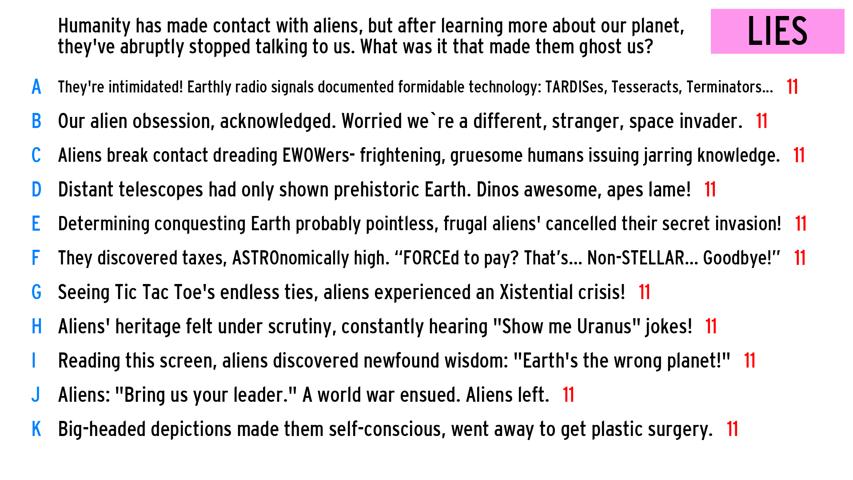 Humanity has made contact with aliens, but after learning more about our planet,
they've abruptly stopped talking to us. What was it that made them ghost us?
LIES
A They're intimidated! Earthly radio signals documented formidable technology: TARDISes, Tesseracts, Terminators... 11
B Our alien obsession, acknowledged. Worried we`re a different, stranger, space invader. 11
C Aliens break contact dreading EWOWers- frightening, gruesome humans issuing jarring knowledge. 11
D Distant telescopes had only shown prehistoric Earth. Dinos awesome, apes lame! 11
E Determining conquesting Earth probably pointless, frugal aliens' cancelled their secret invasion! 11
F They discovered taxes, ASTROnomically high. “FORCEd to pay? That’s... Non-STELLAR... Goodbye!” 11
G Seeing Tic Tac Toe's endless ties, aliens experienced an Xistential crisis! 11
H Aliens' heritage felt under scrutiny, constantly hearing "Show me Uranus" jokes! 11
I Reading this screen, aliens discovered newfound wisdom: "Earth's the wrong planet!" 11
J Aliens: "Bring us your leader." A world war ensued. Aliens left. 11
K Big-headed depictions made them self-conscious, went away to get plastic surgery. 11